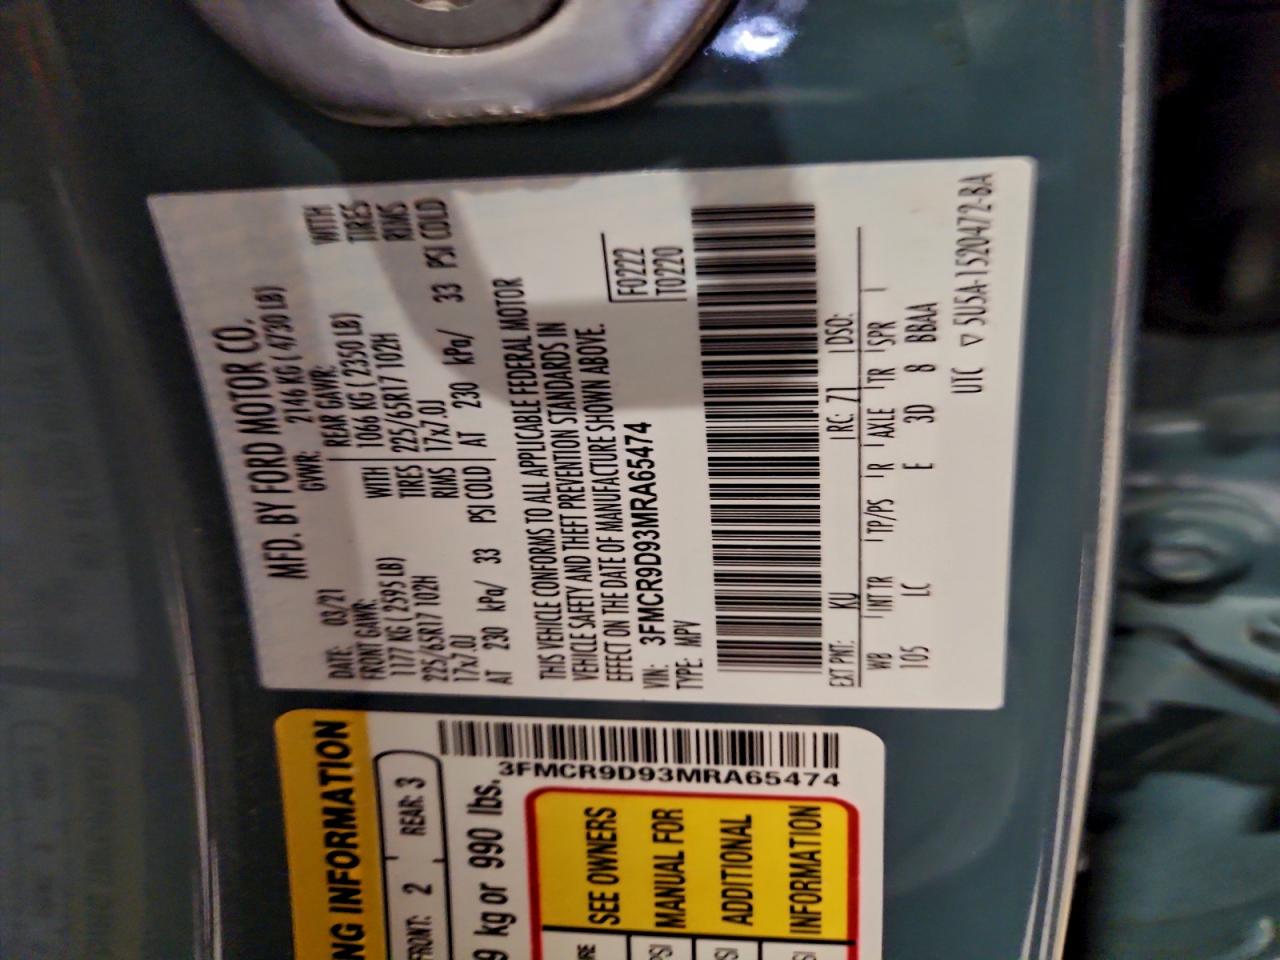 MFD. BY FORD MOTOR CO.
DATE: 03/21 GVWR: 2146 KG ( 4730 LB)
FRONT GAWR: REAR GAWR:
1177 KG ( 2595 LB) WITH 1066 KG ( 2350 LB) WITH
225/65R17 102H TIRES 225/65R17 102H TIRES
17x7.0J RIMS 17x7.0J RIMS
AT 230 kPa/ 33 PSI COLD AT 230 kPa/ 33 PSI COLD
THIS VEHICLE CONFORMS TO ALL APPLICABLE FEDERAL MOTOR
VEHICLE SAFETY AND THEFT PREVENTION STANDARDS IN
EFFECT ON THE DATE OF MANUFACTURE SHOWN ABOVE.
VIN: 3FMCR9D93MRA65474 F0222
TYPE: MPV T0220
EXT PNT: KU RC: 71 DSO:
WB INT TR TP/PS R AXLE TR SPR
105 LC E 3D 8 BBAA
UTC ▽ 5U5A-1520472-BA
NG INFORMATION
FRONT: 2 REAR: 3
9 kg or 990 lbs.
3FMCR9D93MRA65474
SEE OWNERS
MANUAL FOR
ADDITIONAL
INFORMATION